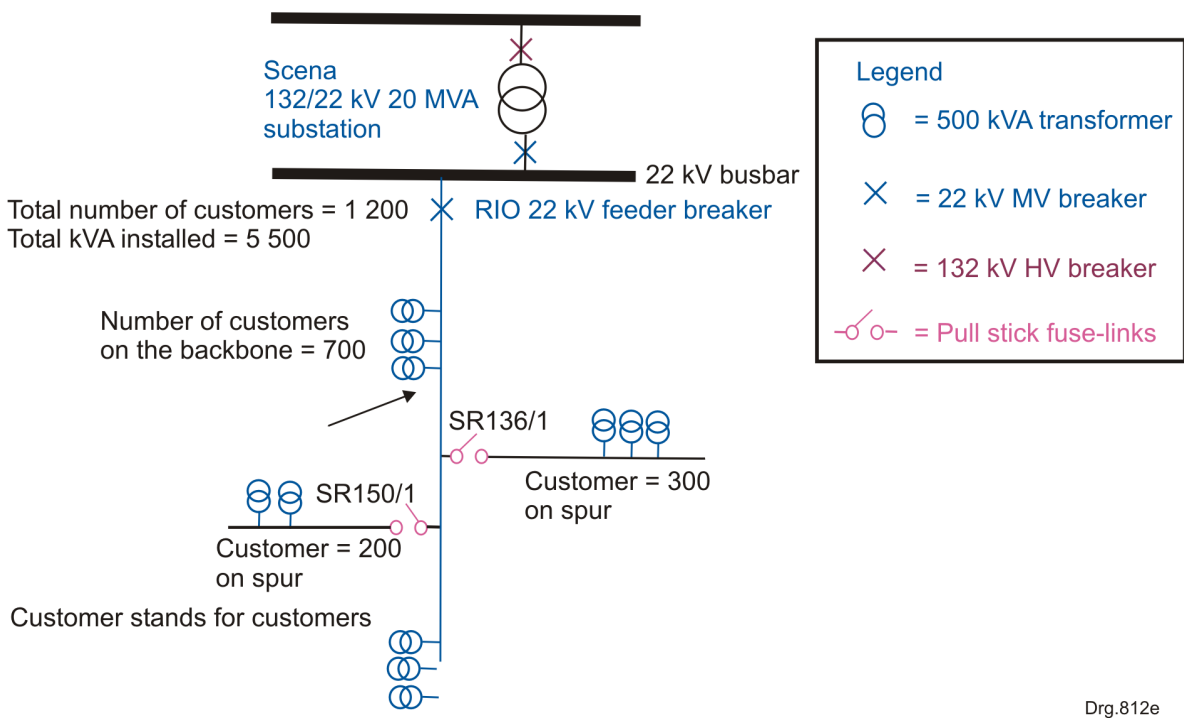 Scena
132/22 kV 20 MVA
substation
22 kV busbar
Total number of customers = 1 200
Total kVA installed = 5 500
RIO 22 kV feeder breaker
Number of customers
on the backbone = 700
SR136/1
Customer = 300
on spur
SR150/1
Customer = 200
on spur
Customer stands for customers
Legend
= 500 kVA transformer
= 22 kV MV breaker
= 132 kV HV breaker
= Pull stick fuse-links
Drg.812e